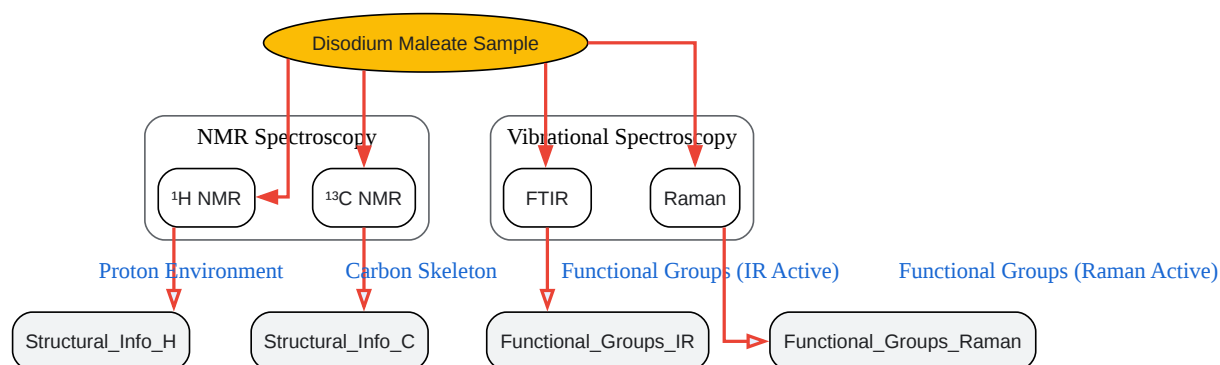 Disodium Maleate Sample
NMR Spectroscopy
Vibrational Spectroscopy
¹H NMR
¹³C NMR
FTIR
Raman
Proton Environment
Carbon Skeleton
Functional Groups (IR Active)
Functional Groups (Raman Active)
Structural_Info_H
Structural_Info_C
Functional_Groups_IR
Functional_Groups_Raman